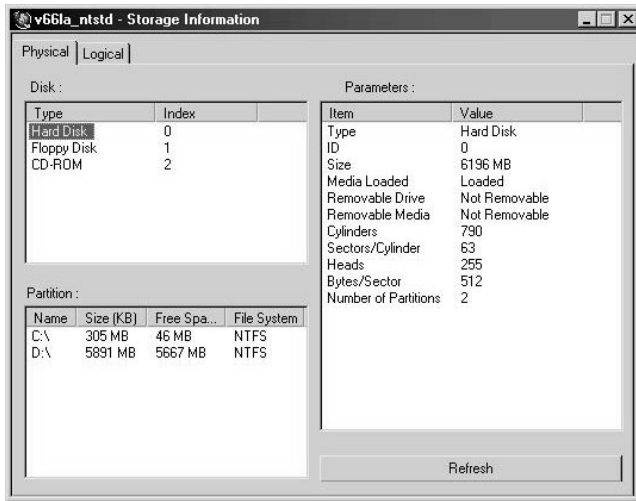 v66la_ntstd - Storage Information
Physical Logical
Disk :
Type Index
Hard Disk 0
Floppy Disk 1
CD-ROM 2
Partition :
Name Size (KB) Free Spa... File System
C:\ 305 MB 46 MB NTFS
D:\ 5891 MB 5667 MB NTFS
Parameters :
Item Value
Type Hard Disk
ID 0
Size 6196 MB
Media Loaded Loaded
Removable Drive Not Removable
Removable Media Not Removable
Cylinders 790
Sectors/Cylinder 63
Heads 255
Bytes/Sector 512
Number of Partitions 2
Refresh